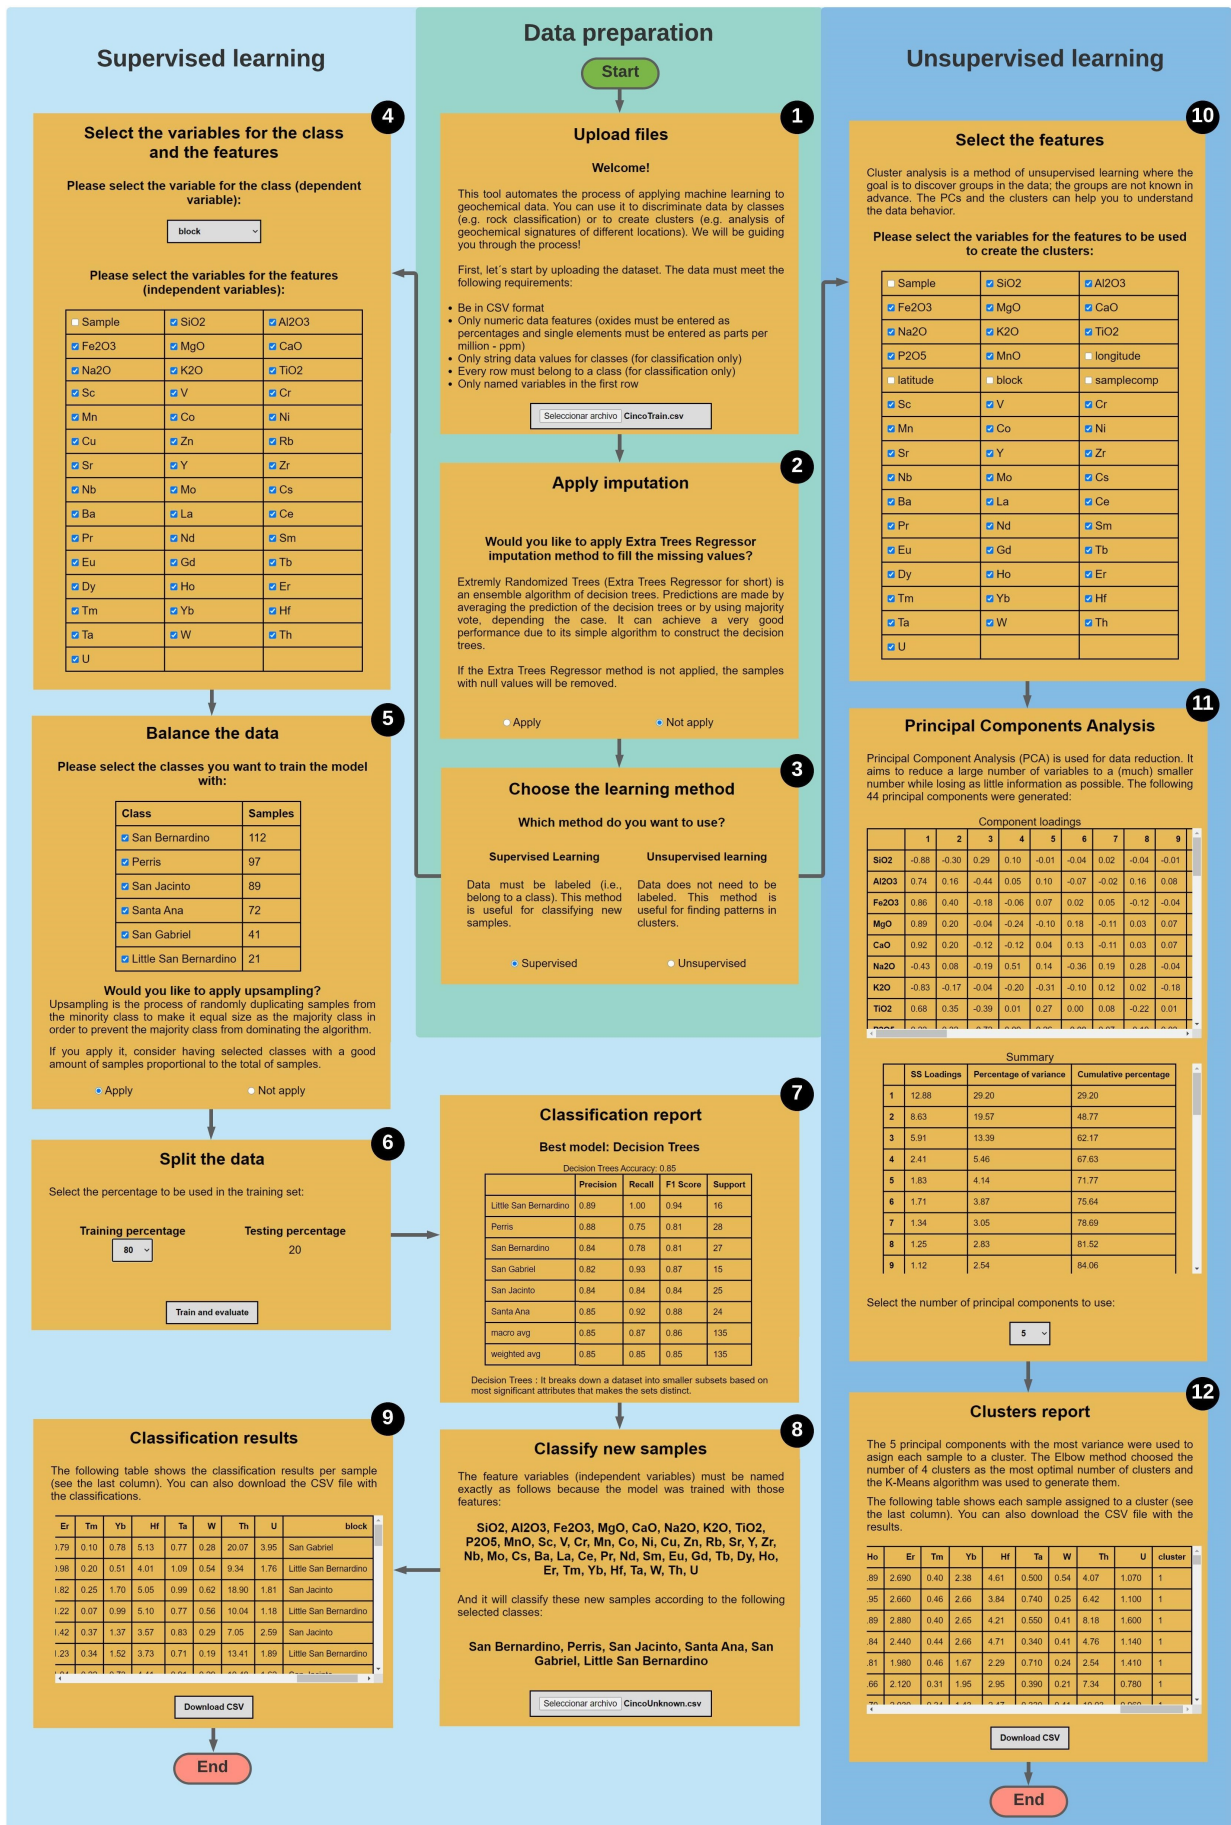 Supervised learning
Data preparation
Unsupervised learning
Start
1
Upload files
Welcome!
This tool automates the process of applying machine learning to
geochemical data. You can use it to discriminate data by classes
(e.g. rock classification) or to create clusters (e.g. analysis of
geochemical signatures of different locations). We will be guiding
you through the process!
First, let´s start by uploading the dataset. The data must meet the
following requirements:
• Be in CSV format
• Only numeric data features (oxides must be entered as
percentages and single elements must be entered as parts per
million - ppm)
• Only string data values for classes (for classification only)
• Every row must belong to a class (for classification only)
• Only named variables in the first row
Seleccionar archivo CincoTrain.csv
2
Apply imputation
Would you like to apply Extra Trees Regressor
imputation method to fill the missing values?
Extremly Randomized Trees (Extra Trees Regressor for short) is
an ensemble algorithm of decision trees. Predictions are made by
averaging the prediction of the decision trees or by using majority
vote, depending the case. It can achieve a very good
performance due to its simple algorithm to construct the decision
trees.
If the Extra Trees Regressor method is not applied, the samples
with null values will be removed.
Apply Not apply
3
Choose the learning method
Which method do you want to use?
Supervised Learning
Data must be labeled (i.e.,
belong to a class). This method
is useful for classifying new
samples.
Supervised
Unsupervised learning
Data does not need to be
labeled. This method is
useful for finding patterns in
clusters.
Unsupervised
4
Select the variables for the class
and the features
Please select the variable for the class (dependent
variable):
block
Please select the variables for the features
(independent variables):
Sample SiO2 Al2O3
Fe2O3 MgO CaO
Na2O K2O TiO2
Sc V Cr
Mn Co Ni
Cu Zn Rb
Sr Y Zr
Nb Mo Cs
Ba La Ce
Pr Nd Sm
Eu Gd Tb
Dy Ho Er
Tm Yb Hf
Ta W Th
U
5
Balance the data
Please select the classes you want to train the model
with:
Class Samples
San Bernardino 112
Perris 97
San Jacinto 89
Santa Ana 72
San Gabriel 41
Little San Bernardino 21
Would you like to apply upsampling?
Upsampling is the process of randomly duplicating samples from
the minority class to make it equal size as the majority class in
order to prevent the majority class from dominating the algorithm.
If you apply it, consider having selected classes with a good
amount of samples proportional to the total of samples.
Apply Not apply
6
Split the data
Select the percentage to be used in the training set:
Training percentage Testing percentage
80 20
Train and evaluate
7
Classification report
Best model: Decision Trees
Decision Trees Accuracy: 0.85
Precision Recall F1 Score Support
Little San Bernardino 0.89 1.00 0.94 16
Perris 0.88 0.75 0.81 28
San Bernardino 0.84 0.78 0.81 27
San Gabriel 0.82 0.93 0.87 15
San Jacinto 0.84 0.84 0.84 25
Santa Ana 0.85 0.92 0.88 24
macro avg 0.85 0.87 0.86 135
weighted avg 0.85 0.85 0.85 135
Decision Trees : It breaks down a dataset into smaller subsets based on
most significant attributes that makes the sets distinct.
8
Classify new samples
The feature variables (independent variables) must be named
exactly as follows because the model was trained with those
features:
SiO2, Al2O3, Fe2O3, MgO, CaO, Na2O, K2O, TiO2,
P2O5, MnO, Sc, V, Cr, Mn, Co, Ni, Cu, Zn, Rb, Sr, Y, Zr,
Nb, Mo, Cs, Ba, La, Ce, Pr, Nd, Sm, Eu, Gd, Tb, Dy, Ho,
Er, Tm, Yb, Hf, Ta, W, Th, U
And it will classify these new samples according to the following
selected classes:
San Bernardino, Perris, San Jacinto, Santa Ana, San
Gabriel, Little San Bernardino
Seleccionar archivo CincoUnknown.csv
9
Classification results
The following table shows the classification results per sample
(see the last column). You can also download the CSV file with
the classifications.
Er Tm Yb Hf Ta W Th U block
.79 0.10 0.78 5.13 0.77 0.28 20.07 3.95 San Gabriel
.98 0.20 0.51 4.01 1.09 0.54 9.34 1.76 Little San Bernardino
.82 0.25 1.70 5.05 0.99 0.62 18.90 1.81 San Jacinto
.22 0.07 0.99 5.10 0.77 0.56 10.04 1.18 Little San Bernardino
.42 0.37 1.37 3.57 0.83 0.29 7.05 2.59 San Jacinto
.23 0.34 1.52 3.73 0.71 0.19 13.41 1.89 Little San Bernardino
Download CSV
End
10
Select the features
Cluster analysis is a method of unsupervised learning where the
goal is to discover groups in the data; the groups are not known in
advance. The PCs and the clusters can help you to understand
the data behavior.
Please select the variables for the features to be used
to create the clusters:
Sample SiO2 Al2O3
Fe2O3 MgO CaO
Na2O K2O TiO2
P2O5 MnO longitude
latitude block samplecomp
Sc V Cr
Mn Co Ni
Sr Y Zr
Nb Mo Cs
Ba La Ce
Pr Nd Sm
Eu Gd Tb
Dy Ho Er
Tm Yb Hf
Ta W Th
U
11
Principal Components Analysis
Principal Component Analysis (PCA) is used for data reduction. It
aims to reduce a large number of variables to a (much) smaller
number while losing as little information as possible. The following
44 principal components were generated:
Component loadings
1 2 3 4 5 6 7 8 9
SiO2 -0.88 -0.30 0.29 0.10 -0.01 -0.04 0.02 -0.04 -0.01
Al2O3 0.74 0.16 -0.44 0.05 0.10 -0.07 -0.02 0.16 0.08
Fe2O3 0.86 0.40 -0.18 -0.06 0.07 0.02 0.05 -0.12 -0.04
MgO 0.89 0.20 -0.04 -0.24 -0.10 0.18 -0.11 0.03 0.07
CaO 0.92 0.20 -0.12 -0.12 0.04 0.13 -0.11 0.03 0.07
Na2O -0.43 0.08 -0.19 0.51 0.14 -0.36 0.19 0.28 -0.04
K2O -0.83 -0.17 -0.04 -0.20 -0.31 -0.10 0.12 0.02 -0.18
TiO2 0.68 0.35 -0.39 0.01 0.27 0.00 0.08 -0.22 0.01
Summary
SS Loadings Percentage of variance Cumulative percentage
1 12.88 29.20 29.20
2 8.63 19.57 48.77
3 5.91 13.39 62.17
4 2.41 5.46 67.63
5 1.83 4.14 71.77
6 1.71 3.87 75.64
7 1.34 3.05 78.69
8 1.25 2.83 81.52
9 1.12 2.54 84.06
Select the number of principal components to use:
5
12
Clusters report
The 5 principal components with the most variance were used to
asign each sample to a cluster. The Elbow method choosed the
number of 4 clusters as the most optimal number of clusters and
the K-Means algorithm was used to generate them.
The following table shows each sample assigned to a cluster (see
the last column). You can also download the CSV file with the
results.
Ho Er Tm Yb Hf Ta W Th U cluster
.89 2.690 0.40 2.38 4.61 0.500 0.54 4.07 1.070 1
.95 2.660 0.46 2.66 3.84 0.740 0.25 6.42 1.100 1
.89 2.880 0.40 2.65 4.21 0.550 0.41 8.18 1.600 1
.84 2.440 0.44 2.66 4.71 0.340 0.41 4.76 1.140 1
.81 1.980 0.46 1.67 2.29 0.710 0.24 2.54 1.410 1
.66 2.120 0.31 1.95 2.95 0.390 0.21 7.34 0.780 1
Download CSV
End